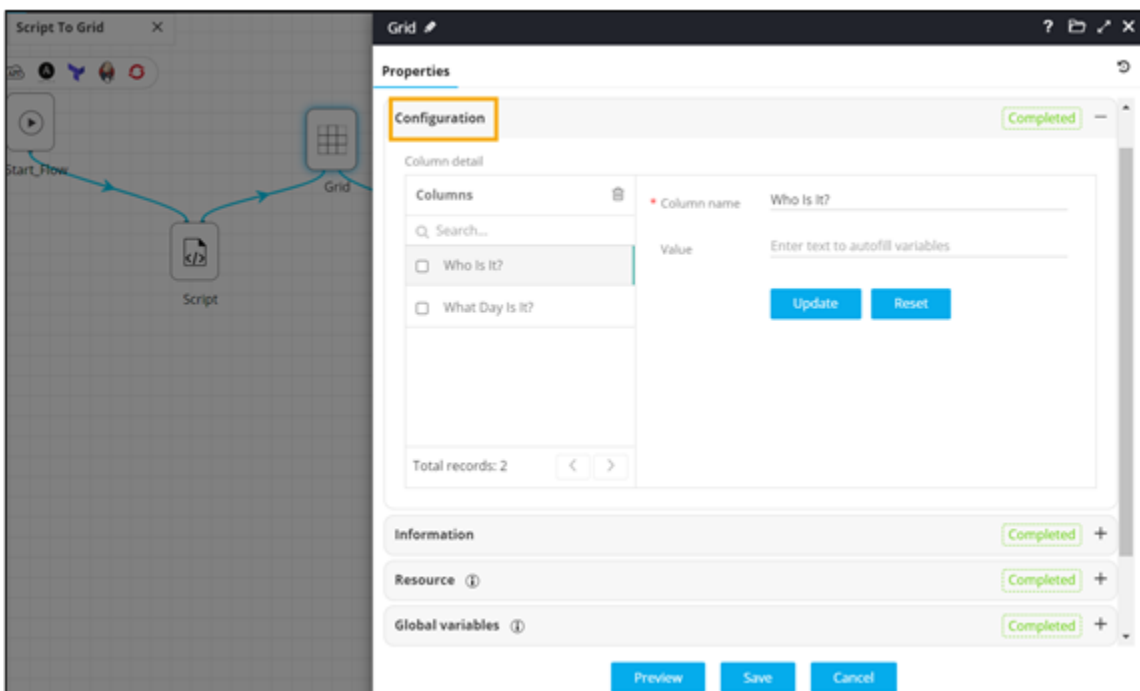 Script To Grid
Grid
Properties
Configuration
Completed
Column detail
Columns
Search...
Who Is It?
What Day Is It?
Total records: 2
* Column name
Who Is It?
Value
Enter text to autofill variables
Update
Reset
Information
Completed
Resource
Completed
Global variables
Completed
Preview
Save
Cancel
Start_Flow
Grid
Script